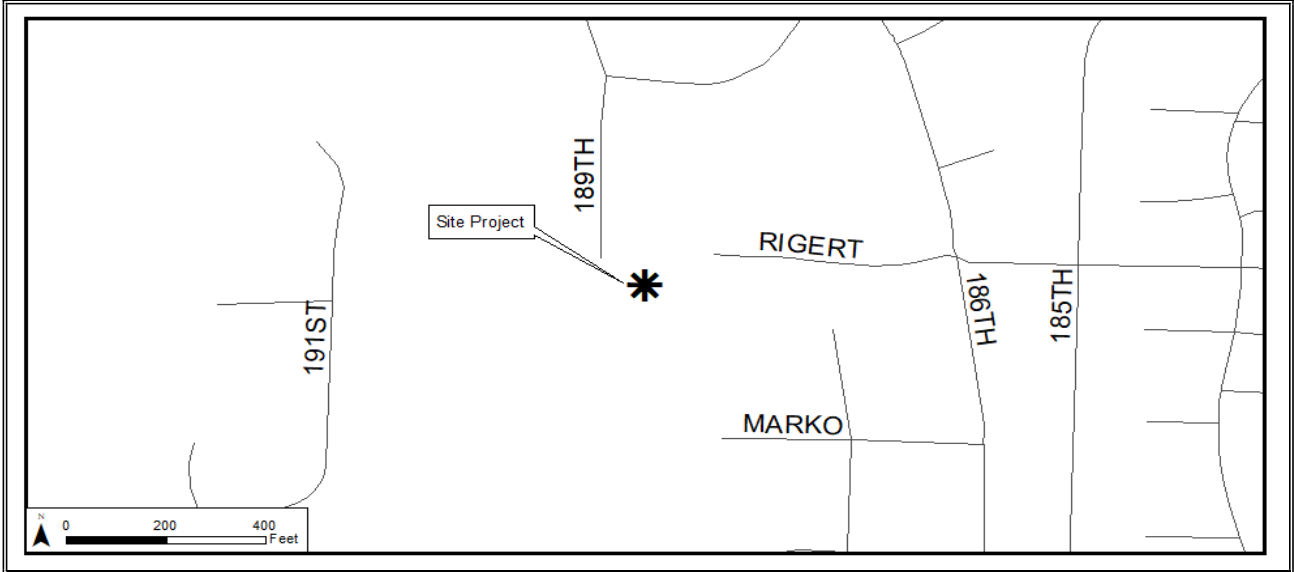 189TH
Site Project
RIGERT
191ST
186TH
185TH
MARKO
N
0 200 400
Feet